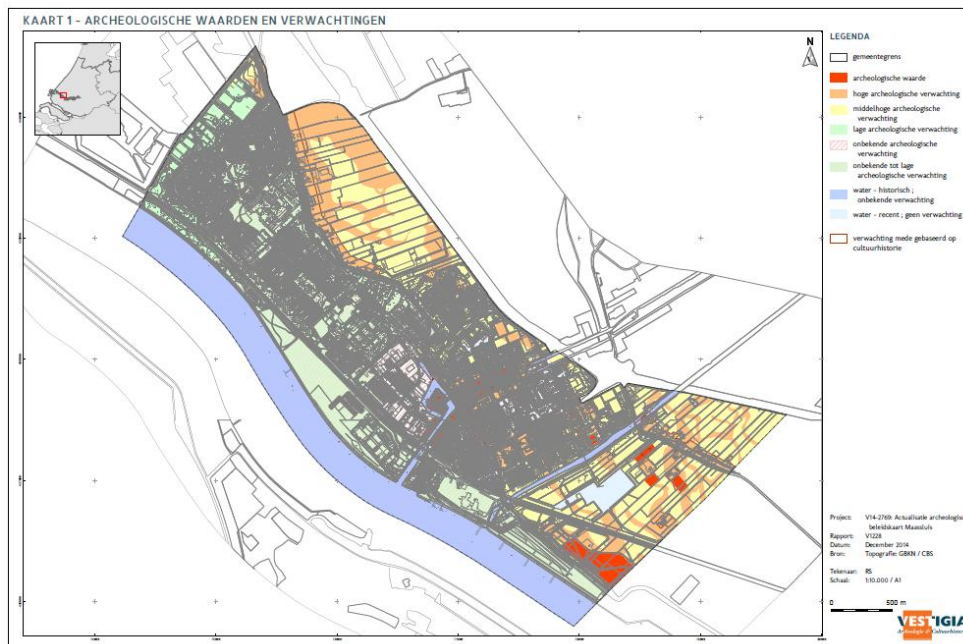 KAART 1 - ARCHEOLOGISCHE WAARDEN EN VERWACHTINGEN
N
LEGENDA
gemeentegrens
archeologische waarde
hoge archeologische verwachting
middelhoge archeologische
verwachting
lage archeologische verwachting
onbekende archeologische
verwachting
onbekende tot lage
archeologische verwachting
water - historisch ;
onbekende verwachting
water - recent ; geen verwachting
verwachting mede gebaseerd op
cultuurhistorie
Project: V14-2769: Actualisatie archeologisc
beleidskaart Maassluis
Rapport: V1228
Datum: December 2014
Bron: Topografie: GBKN / CBS
Tekenaar: RS
Schaal: 1:10.000 / A1
0 500 m
VESTIGIA